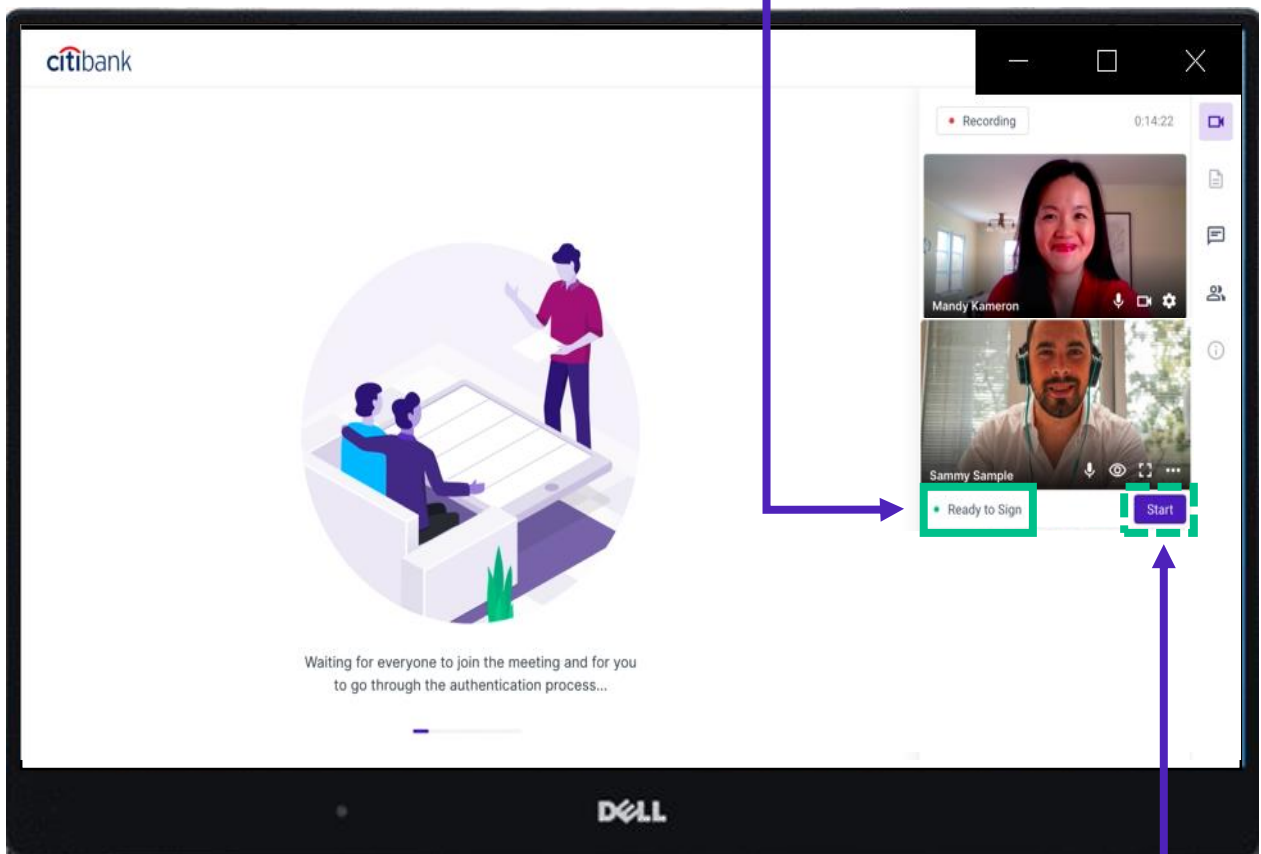 citibank
Recording 0:14:22
Mandy Kameron
Sammy Sample
Ready to Sign Start
Waiting for everyone to join the meeting and for you
to go through the authentication process...
DELL